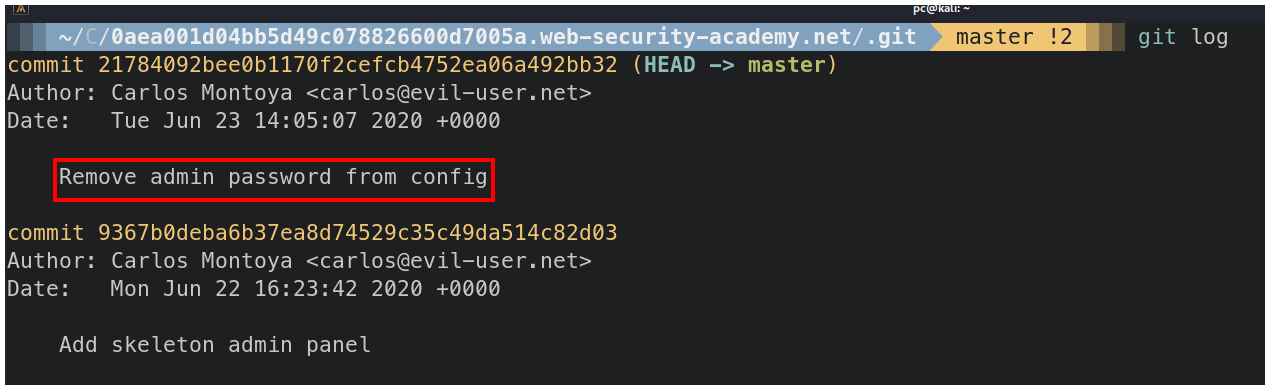 pc@kali: ~
~/C/0aea001d04bb5d49c078826600d7005a.web-security-academy.net/.git master !2 git log
commit 21784092bee0b1170f2cefcb4752ea06a492bb32 (HEAD -> master)
Author: Carlos Montoya <carlos@evil-user.net>
Date:   Tue Jun 23 14:05:07 2020 +0000
Remove admin password from config
commit 9367b0deba6b37ea8d74529c35c49da514c82d03
Author: Carlos Montoya <carlos@evil-user.net>
Date:   Mon Jun 22 16:23:42 2020 +0000
Add skeleton admin panel